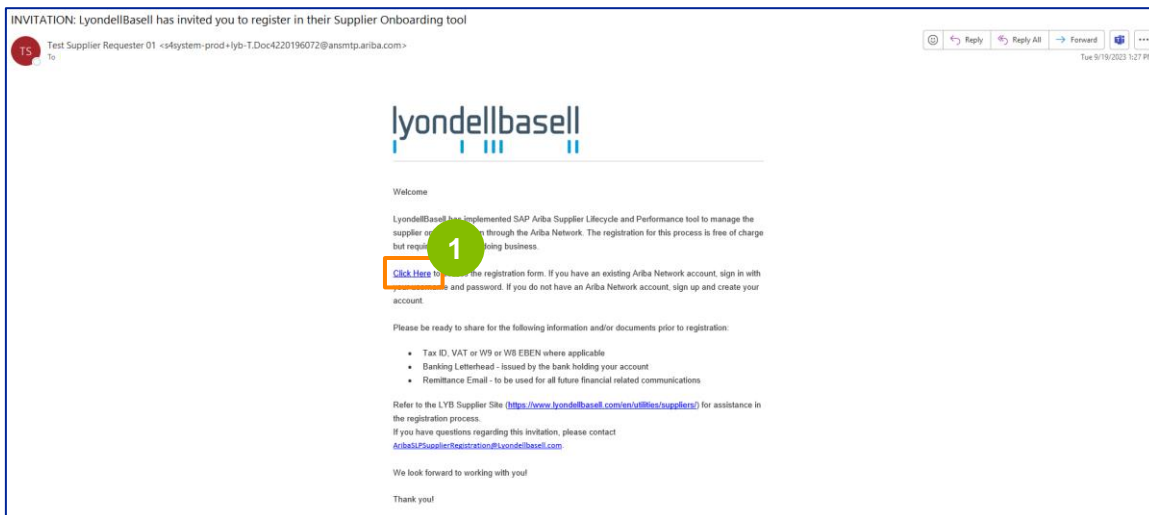 INVITATION: LyondellBasell has invited you to register in their Supplier Onboarding tool
TS
Test Supplier Requester 01 <s4system-prod+lyb-T.Doc4220196072@ansmtp.ariba.com>
To
Reply
Reply All
Forward
Tue 9/19/2023 1:27 PM
lyondellbasell
Welcome
LyondellBasell has implemented SAP Ariba Supplier Lifecycle and Performance tool to manage the
supplier through the Ariba Network. The registration for this process is free of charge
but doing business.
1
Click Here the registration form. If you have an existing Ariba Network account, sign in with
your username and password. If you do not have an Ariba Network account, sign up and create your
account.
Please be ready to share for the following information and/or documents prior to registration:
• Tax ID, VAT or W9 or W8 EBEN where applicable
• Banking Letterhead - issued by the bank holding your account
• Remittance Email - to be used for all future financial related communications
Refer to the LYB Supplier Site (https://www.lyondellbasell.com/en/utilities/suppliers/) for assistance in
the registration process.
If you have questions regarding this invitation, please contact
AribaSLPSupplierRegistration@Lyondellbasell.com.
We look forward to working with you!
Thank you!